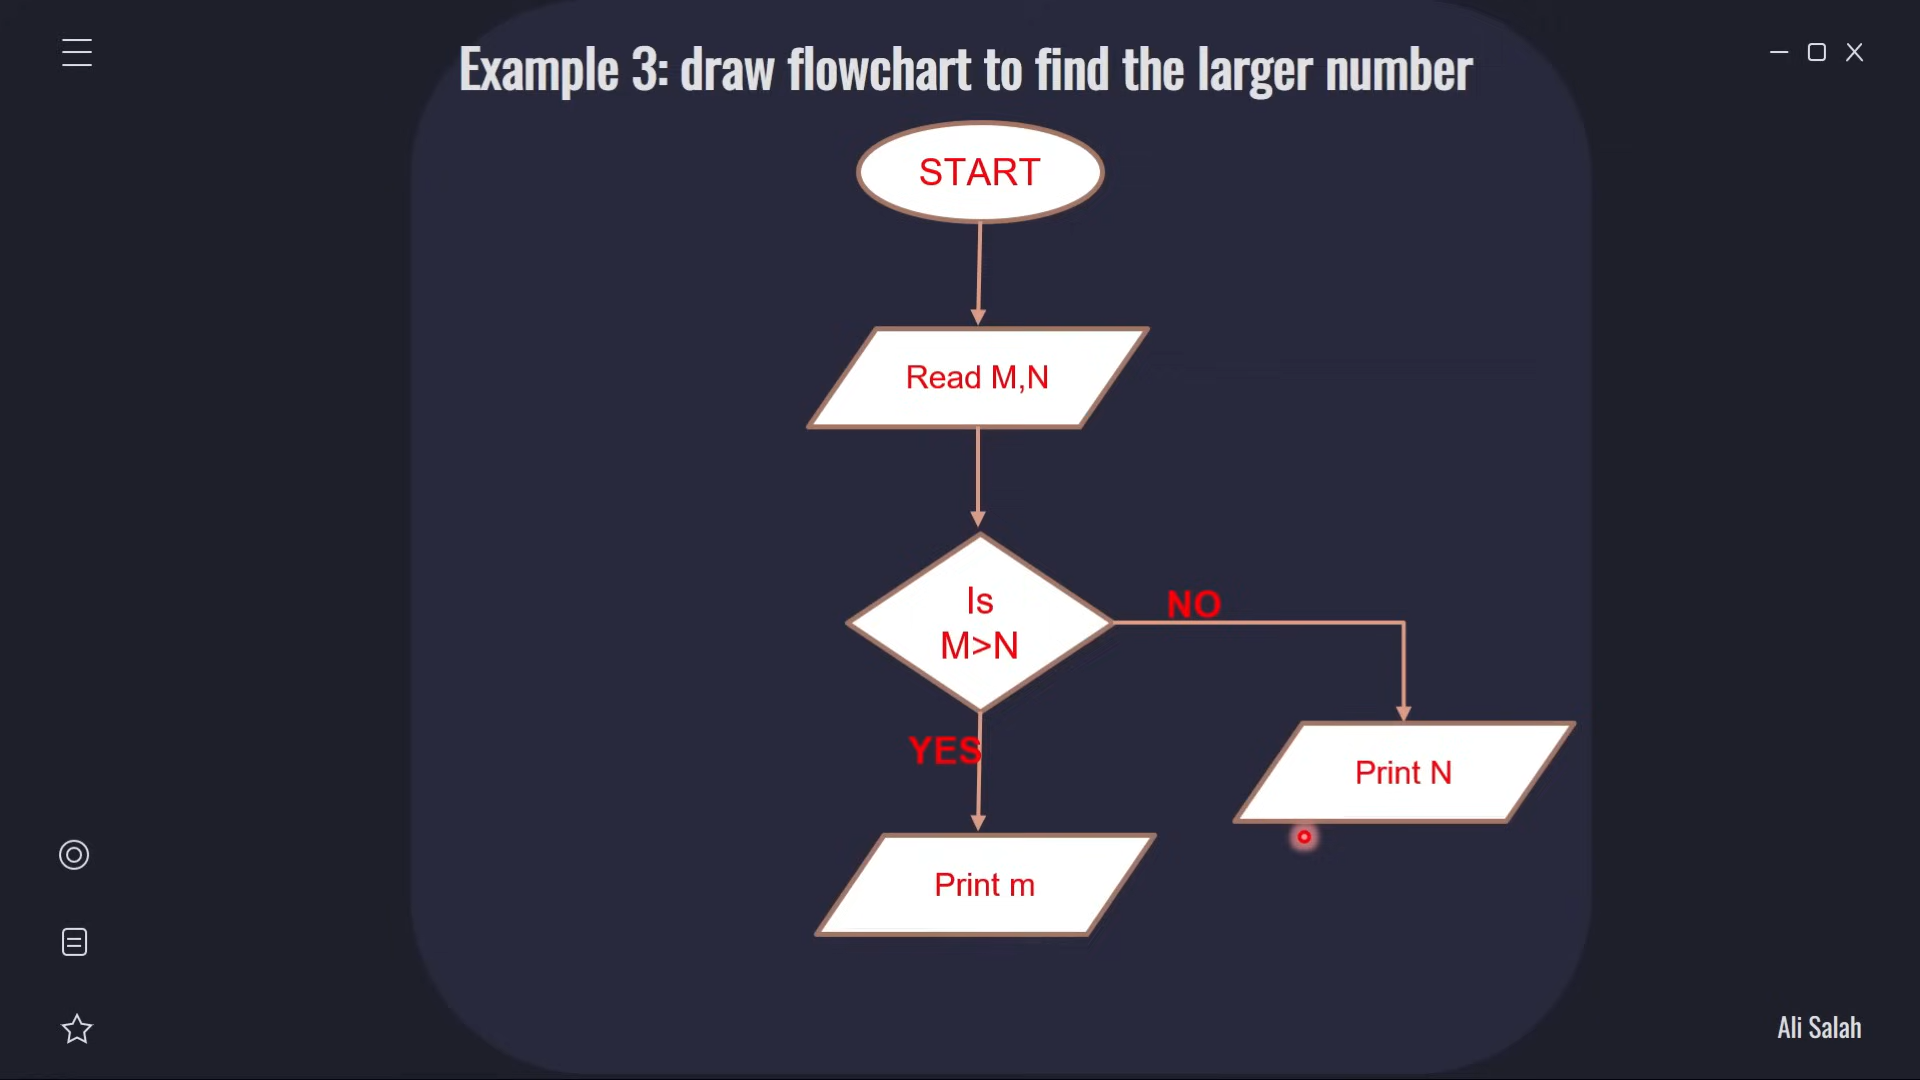 Example 3: draw flowchart to find the larger number
START
Read M,N
Is
M>N
NO
YES
Print N
Print m
Ali Salah